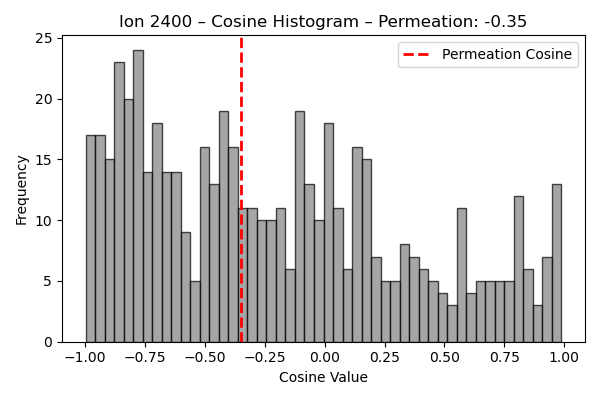 Ion 2400 – Cosine Histogram – Permeation: -0.35
Permeation Cosine
Frequency
25
20
15
10
5
0
−1.00 −0.75 −0.50 −0.25 0.00 0.25 0.50 0.75 1.00
Cosine Value